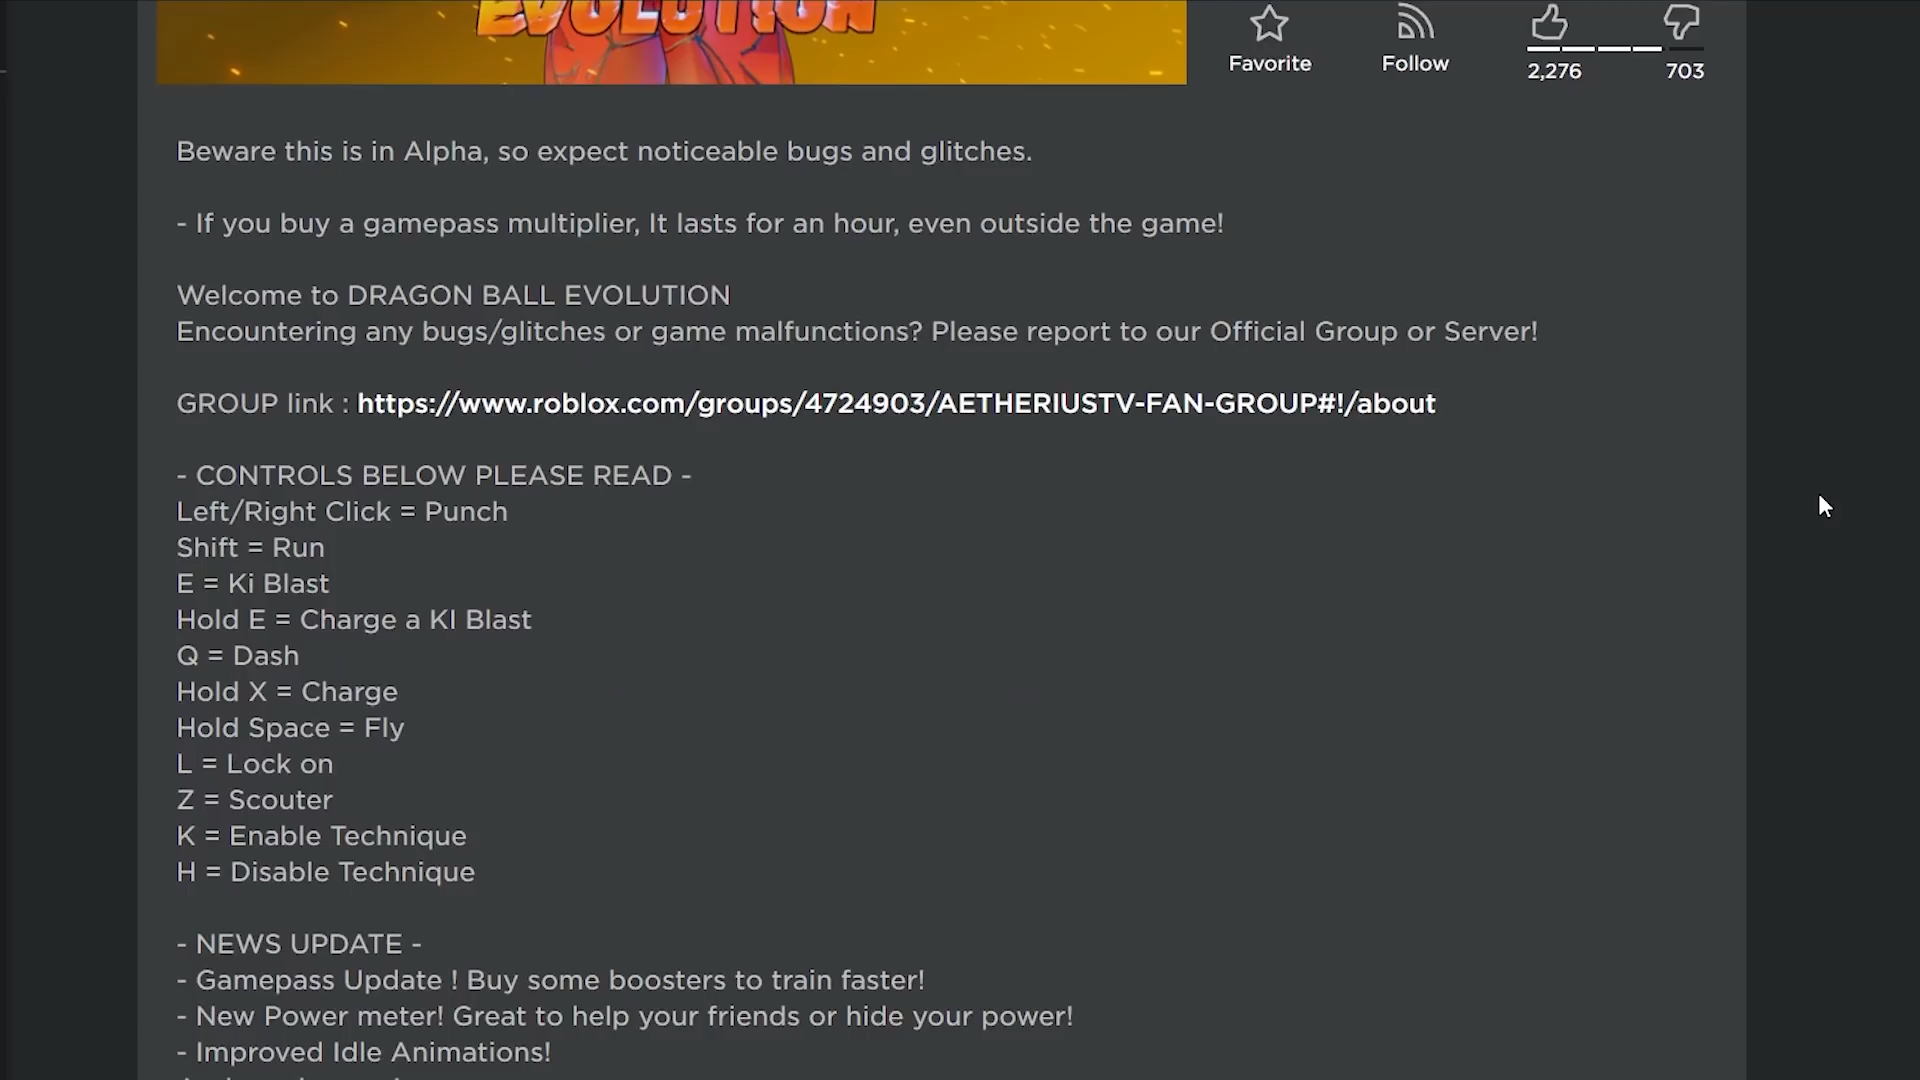 EVOLUTION
Favorite
Follow
2,276
703
Beware this is in Alpha, so expect noticeable bugs and glitches.
- If you buy a gamepass multiplier, It lasts for an hour, even outside the game!
Welcome to DRAGON BALL EVOLUTION
Encountering any bugs/glitches or game malfunctions? Please report to our Official Group or Server!
GROUP link : https://www.roblox.com/groups/4724903/AETHERIUSTV-FAN-GROUP#!/about
- CONTROLS BELOW PLEASE READ -
Left/Right Click = Punch
Shift = Run
E = Ki Blast
Hold E = Charge a KI Blast
Q = Dash
Hold X = Charge
Hold Space = Fly
L = Lock on
Z = Scouter
K = Enable Technique
H = Disable Technique
- NEWS UPDATE -
- Gamepass Update ! Buy some boosters to train faster!
- New Power meter! Great to help your friends or hide your power!
- Improved Idle Animations!